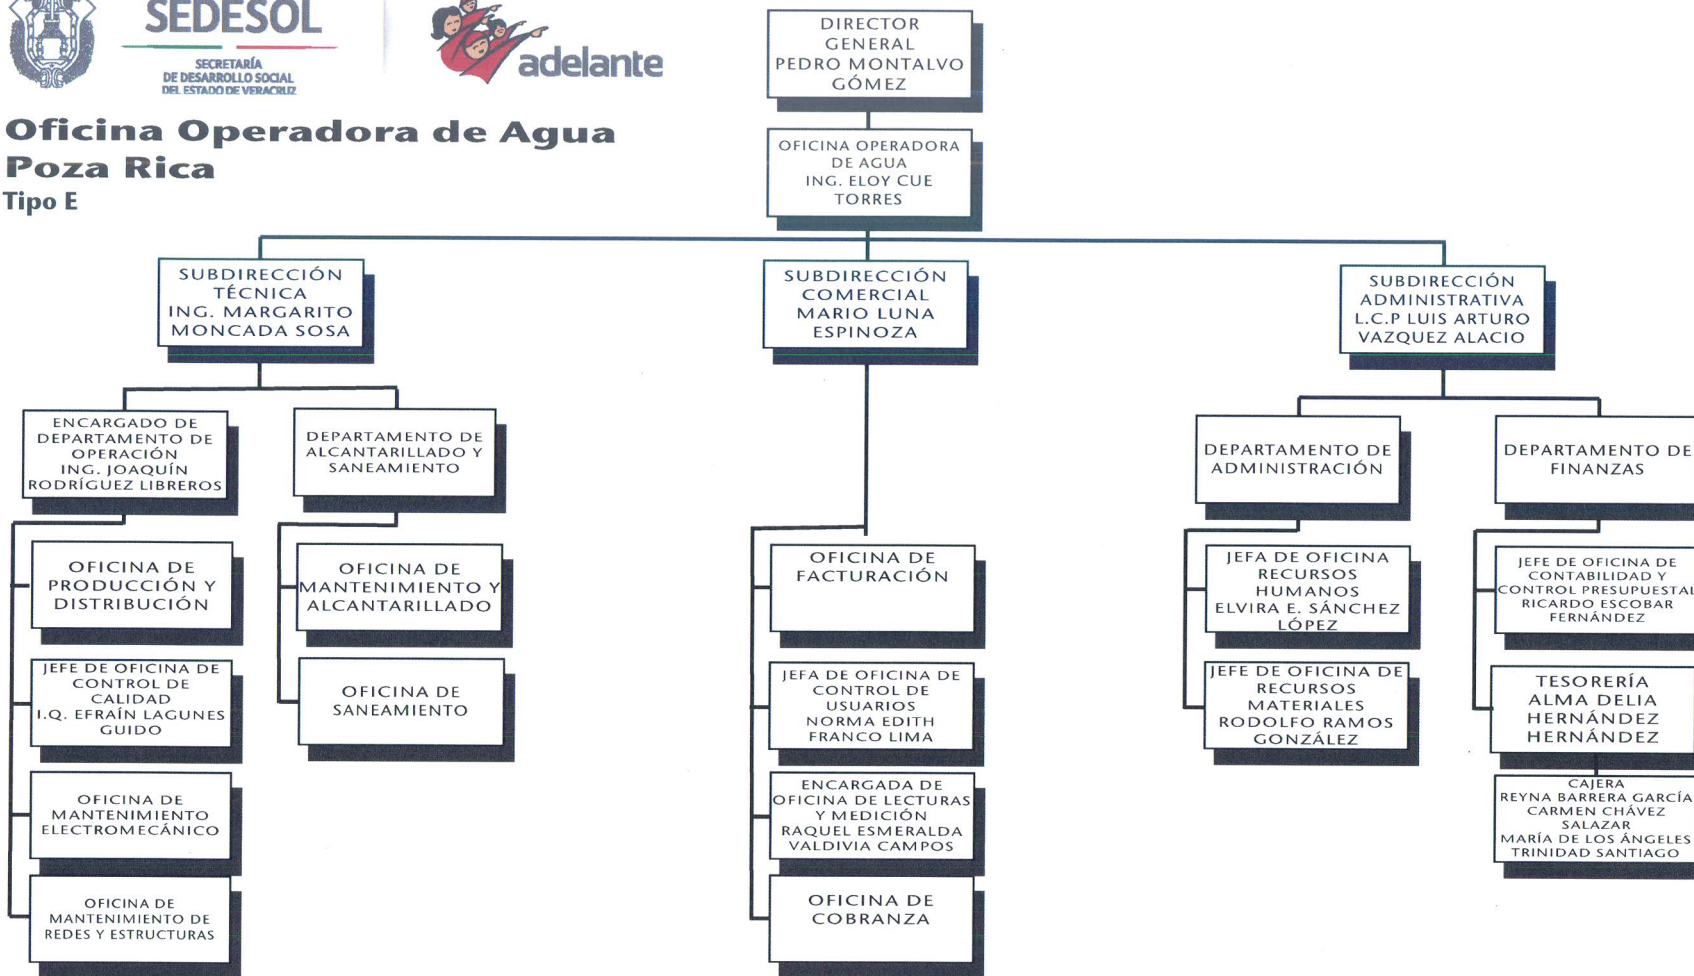 SEDESOL
SECRETARÍA
DE DESARROLLO SOCIAL
DEL ESTADO DE VERACRUZ
adelante
Oficina Operadora de Agua
Poza Rica
Tipo E
DIRECTOR
GENERAL
PEDRO MONTALVO
GÓMEZ
OFICINA OPERADORA
DE AGUA
ING. ELOY CUE
TORRES
SUBDIRECCIÓN
TÉCNICA
ING. MARGARITO
MONCADA SOSA
SUBDIRECCIÓN
COMERCIAL
MARIO LUNA
ESPINOZA
SUBDIRECCIÓN
ADMINISTRATIVA
L.C.P LUIS ARTURO
VAZQUEZ ALACIO
ENCARGADO DE
DEPARTAMENTO DE
OPERACIÓN
ING. JOAQUÍN
RODRÍGUEZ LIBREROS
DEPARTAMENTO DE
ALCANTARILLADO Y
SANEAMIENTO
DEPARTAMENTO DE
ADMINISTRACIÓN
DEPARTAMENTO DE
FINANZAS
OFICINA DE
PRODUCCIÓN Y
DISTRIBUCIÓN
OFICINA DE
MANTENIMIENTO Y
ALCANTARILLADO
OFICINA DE
FACTURACIÓN
JEFA DE OFICINA
RECURSOS
HUMANOS
ELVIRA E. SÁNCHEZ
LÓPEZ
JEFE DE OFICINA DE
CONTABILIDAD Y
CONTROL PRESUPUESTAL
RICARDO ESCOBAR
FERNÁNDEZ
JEFE DE OFICINA DE
CONTROL DE
CALIDAD
I.Q. EFRAÍN LAGUNES
GUIDO
OFICINA DE
SANEAMIENTO
JEFA DE OFICINA DE
CONTROL DE
USUARIOS
NORMA EDITH
FRANCO LIMA
JEFE DE OFICINA DE
RECURSOS
MATERIALES
RODOLFO RAMOS
GONZÁLEZ
TESORERÍA
ALMA DELIA
HERNÁNDEZ
HERNÁNDEZ
OFICINA DE
MANTENIMIENTO
ELECTROMECÁNICO
ENCARGADA DE
OFICINA DE LECTURAS
Y MEDICIÓN
RAQUEL ESMERALDA
VALDIVIA CAMPOS
CAJERA
REYNA BARRERA GARCÍA
CARMEN CHÁVEZ
SALAZAR
MARÍA DE LOS ÁNGELES
TRINIDAD SANTIAGO
OFICINA DE
MANTENIMIENTO DE
REDES Y ESTRUCTURAS
OFICINA DE
COBRANZA